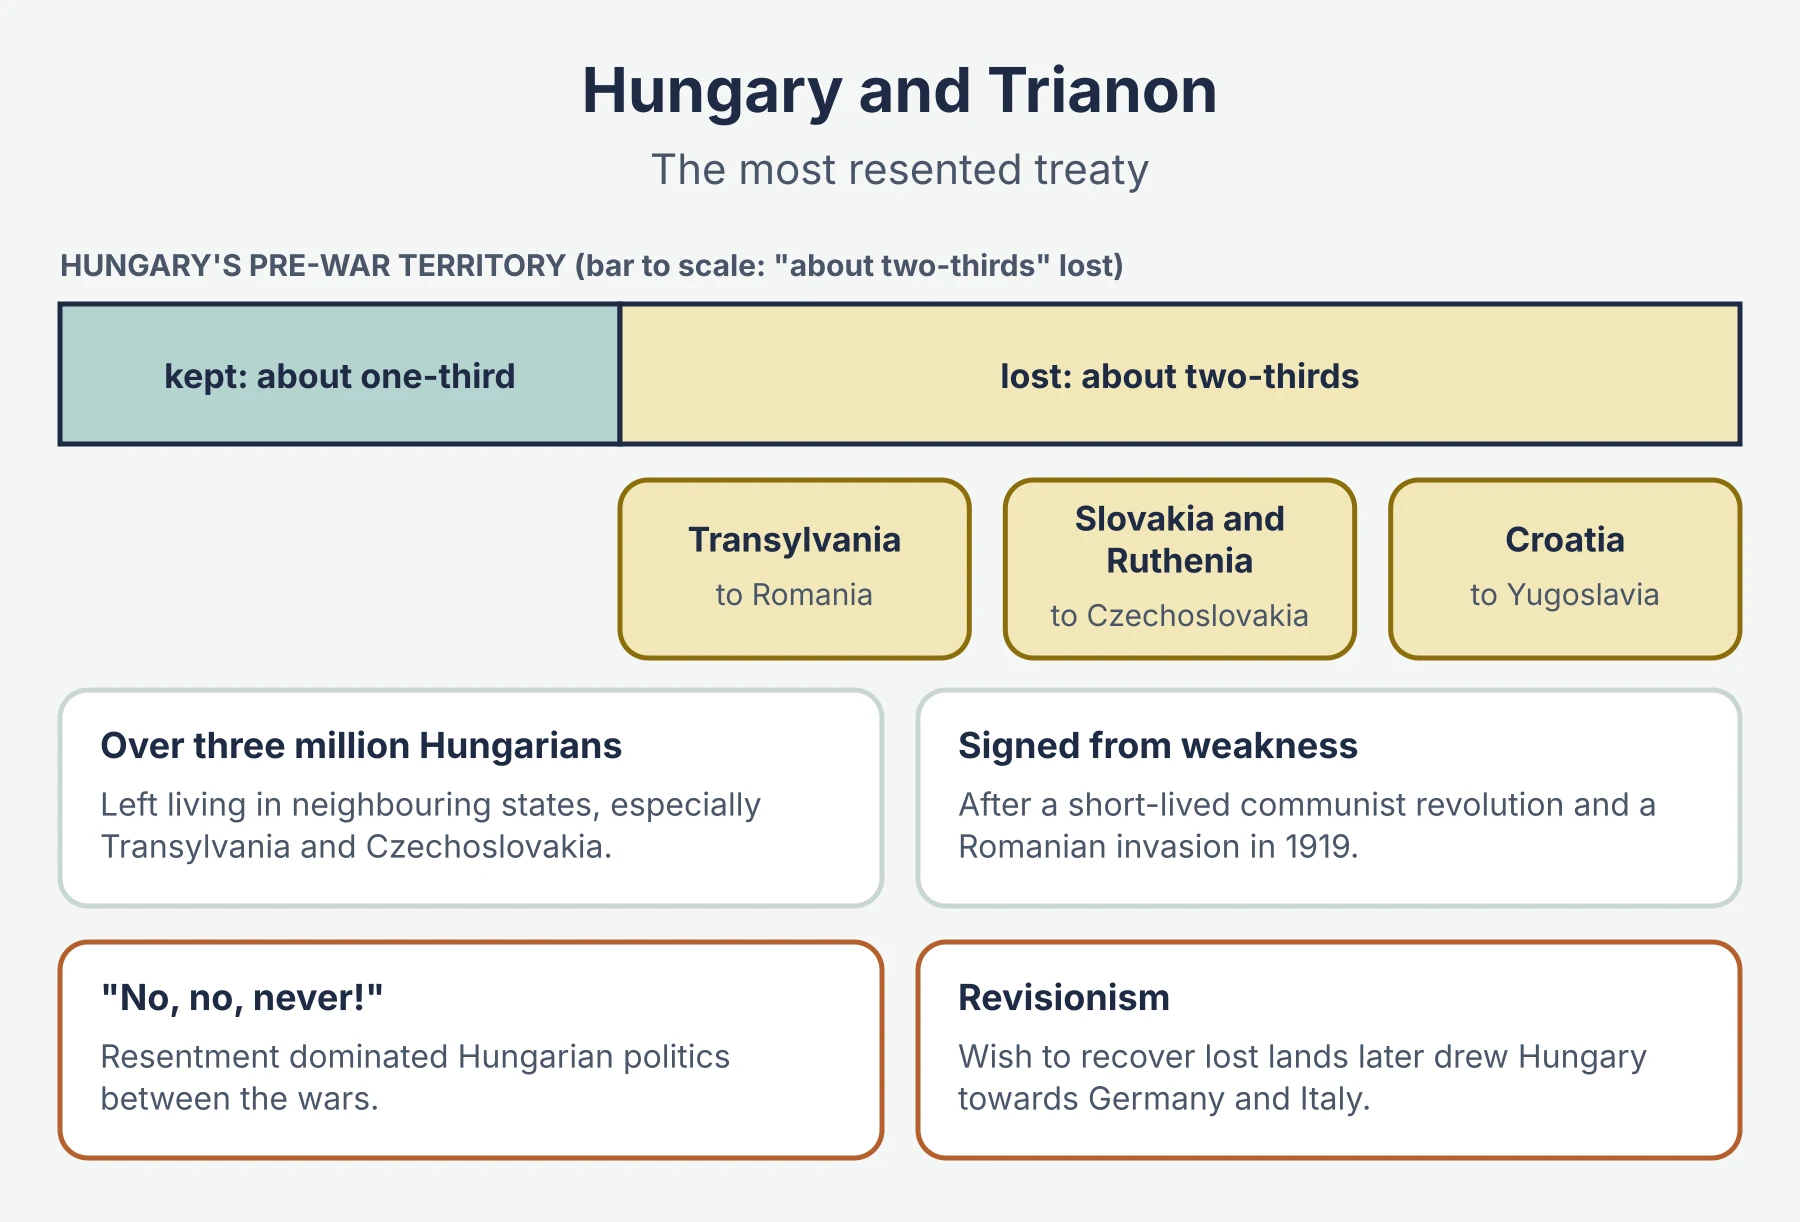 Hungary and Trianon
The most resented treaty
HUNGARY'S PRE-WAR TERRITORY (bar to scale: "about two-thirds" lost)
kept: about one-third
lost: about two-thirds
Transylvania
to Romania
Slovakia and
Ruthenia
to Czechoslovakia
Croatia
to Yugoslavia
Over three million Hungarians
Left living in neighbouring states, especially
Transylvania and Czechoslovakia.
Signed from weakness
After a short-lived communist revolution and a
Romanian invasion in 1919.
"No, no, never!"
Resentment dominated Hungarian politics
between the wars.
Revisionism
Wish to recover lost lands later drew Hungary
towards Germany and Italy.